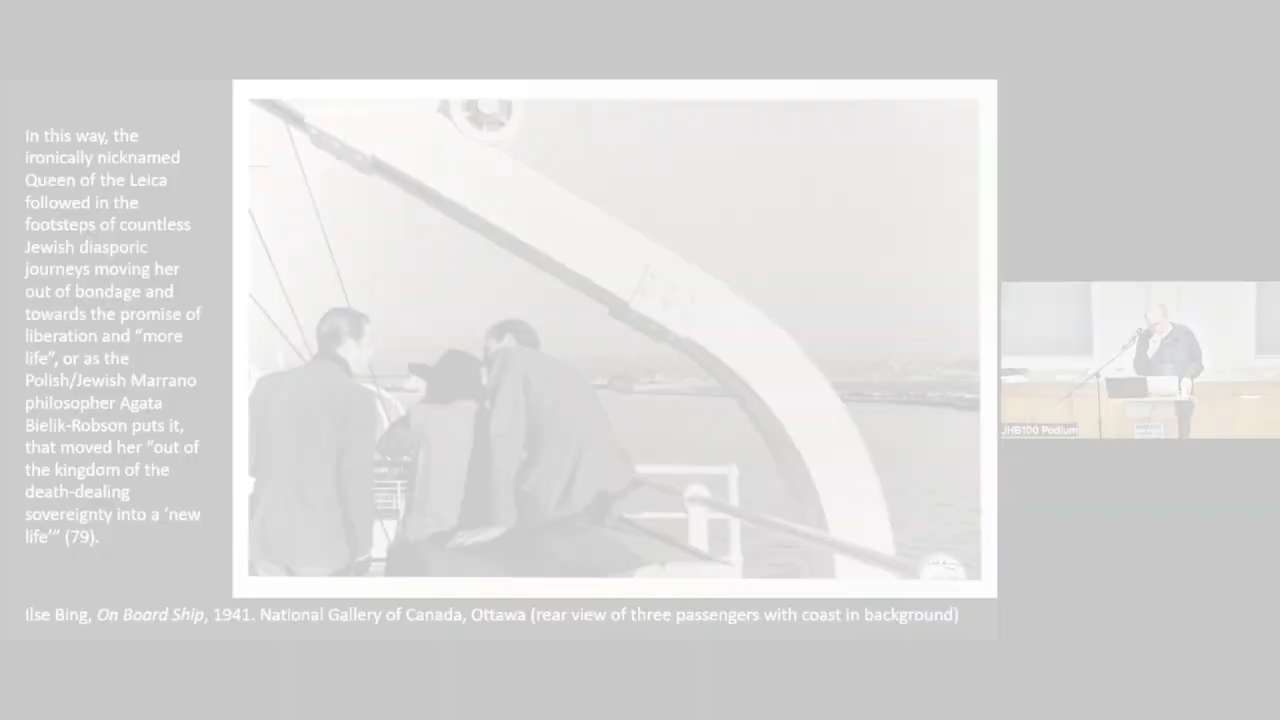 In this way, the
ironically nicknamed
Queen of the Leica
followed in the
footsteps of countless
Jewish diasporic
journeys moving her
out of bondage and
towards the promise of
liberation and “more
life”, or as the
Polish/Jewish Marrano
philosopher Agata
Bielik-Robson puts it,
that moved her “out of
the kingdom of the
death-dealing
sovereignty into a ‘new
life’” (79).
Ilse Bing, On Board Ship, 1941. National Gallery of Canada, Ottawa (rear view of three passengers with coast in background)
JHB100 Podium